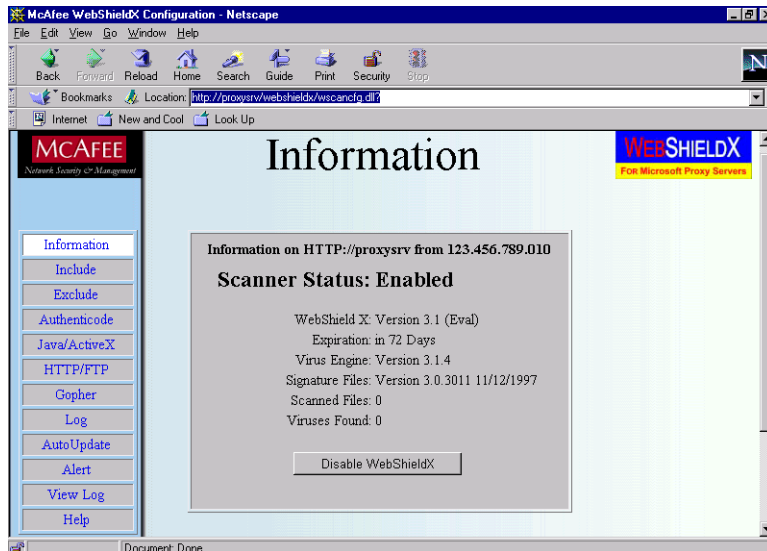 McAfee WebShieldX Configuration - Netscape
File Edit View Go Window Help
Back Forward Reload Home Search Guide Print Security Stop
N
Bookmarks Location: http://proxysrv/webshieldx/wscancfg.dll?
Internet New and Cool Look Up
MCAFEE
Network Security & Management
Information
WEBSHIELDX
FOR Microsoft Proxy Servers
Information
Include
Exclude
Authenticode
Java/ActiveX
HTTP/FTP
Gopher
Log
AutoUpdate
Alert
View Log
Help
Information on HTTP://proxysrv from 123.456.789.010
Scanner Status: Enabled
WebShield X: Version 3.1 (Eval)
Expiration: in 72 Days
Virus Engine: Version 3.1.4
Signature Files: Version 3.0.3011 11/12/1997
Scanned Files: 0
Viruses Found: 0
Disable WebShieldX
Document: Done